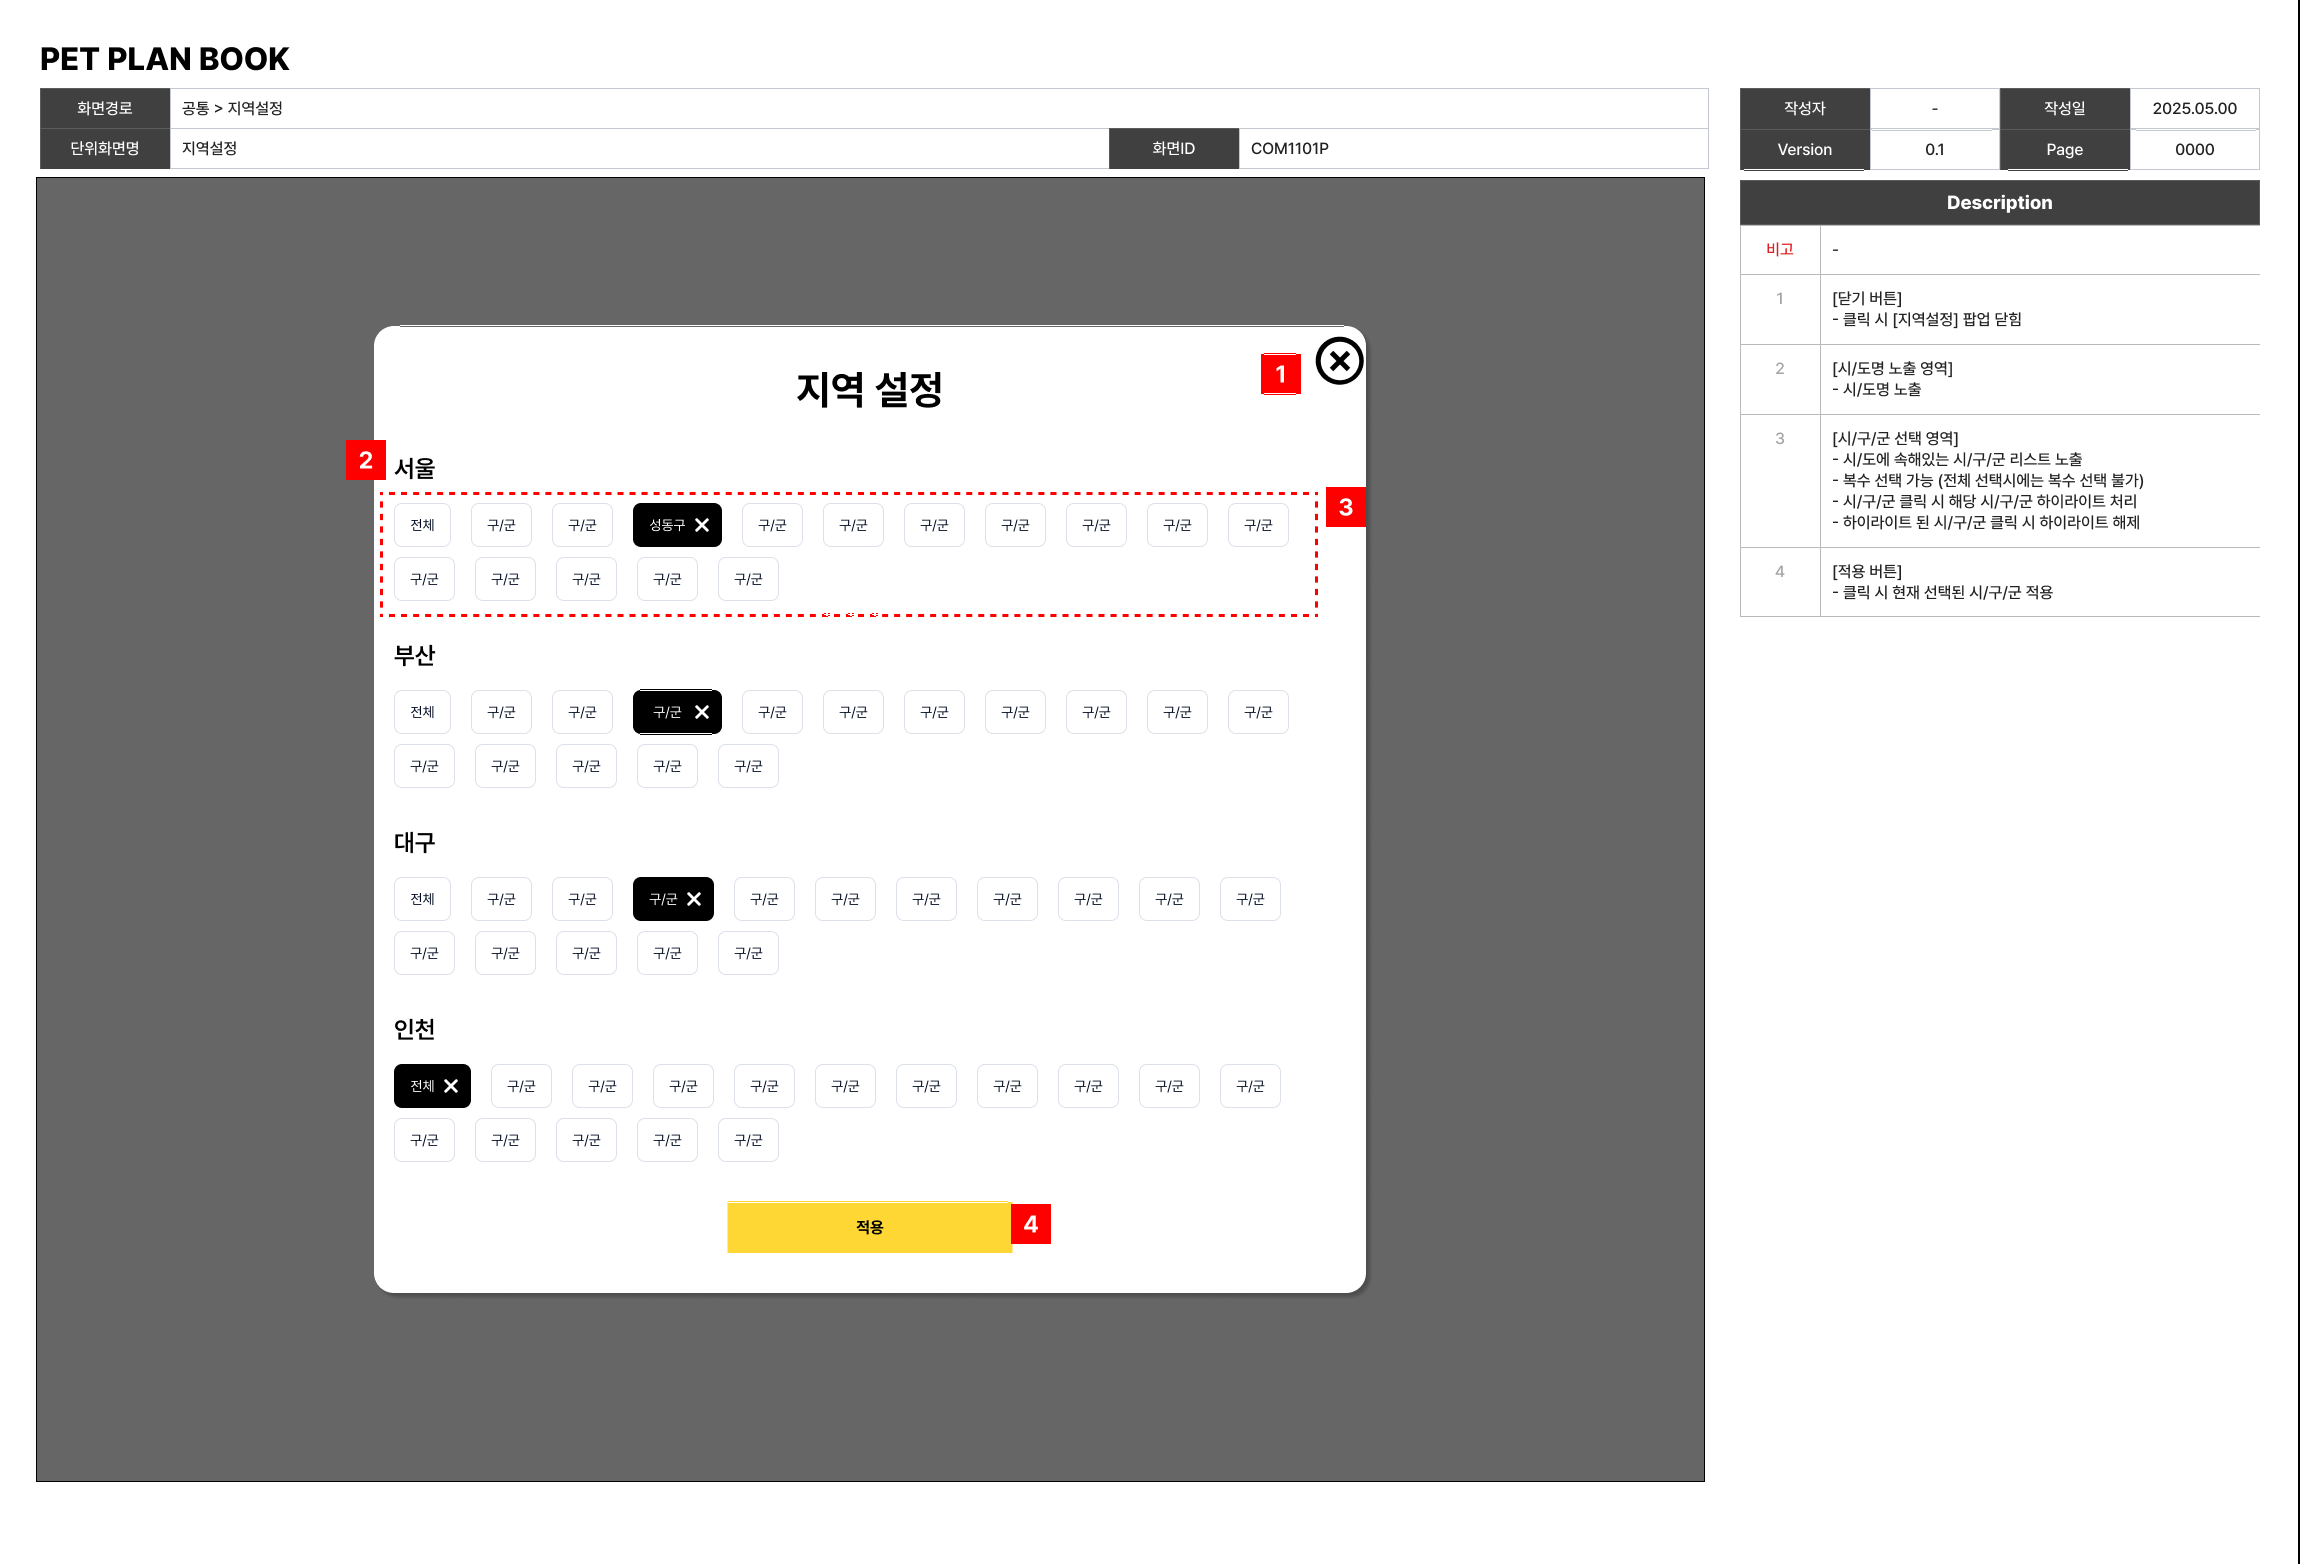 PET PLAN BOOK
화면경로 공통 > 지역설정
단위화면명 지역설정 화면ID COM1101P
작성자 - 작성일 2025.05.00
Version 0.1 Page 0000
지역 설정
1
2
서울
3
전체 구/군 구/군 성동구 구/군 구/군 구/군 구/군 구/군 구/군 구/군
구/군 구/군 구/군 구/군 구/군
부산
전체 구/군 구/군 구/군 구/군 구/군 구/군 구/군 구/군 구/군 구/군
구/군 구/군 구/군 구/군 구/군
대구
전체 구/군 구/군 구/군 구/군 구/군 구/군 구/군 구/군 구/군 구/군
구/군 구/군 구/군 구/군 구/군
인천
전체 구/군 구/군 구/군 구/군 구/군 구/군 구/군 구/군 구/군 구/군
구/군 구/군 구/군 구/군 구/군
적용 4
Description
비고 -
1 [닫기 버튼]
- 클릭 시 [지역설정] 팝업 닫힘
2 [시/도명 노출 영역]
- 시/도명 노출
3 [시/구/군 선택 영역]
- 시/도에 속해있는 시/구/군 리스트 노출
- 복수 선택 가능 (전체 선택시에는 복수 선택 불가)
- 시/구/군 클릭 시 해당 시/구/군 하이라이트 처리
- 하이라이트 된 시/구/군 클릭 시 하이라이트 해제
4 [적용 버튼]
- 클릭 시 현재 선택된 시/구/군 적용